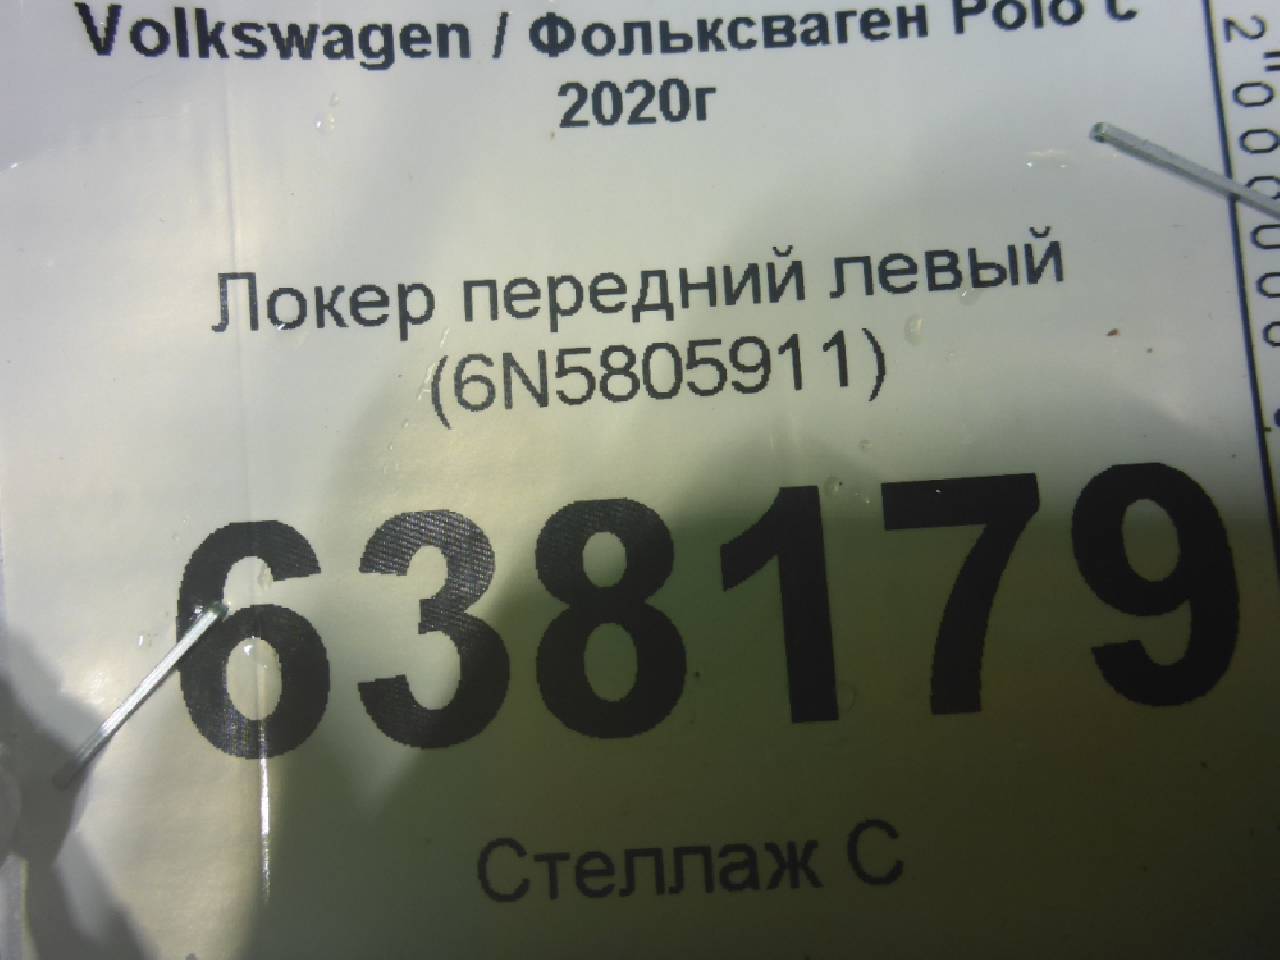 Volkswagen / Фольксваген Polo С
2020г
Локер передний левый
(6N5805911)
638179
Стеллаж С